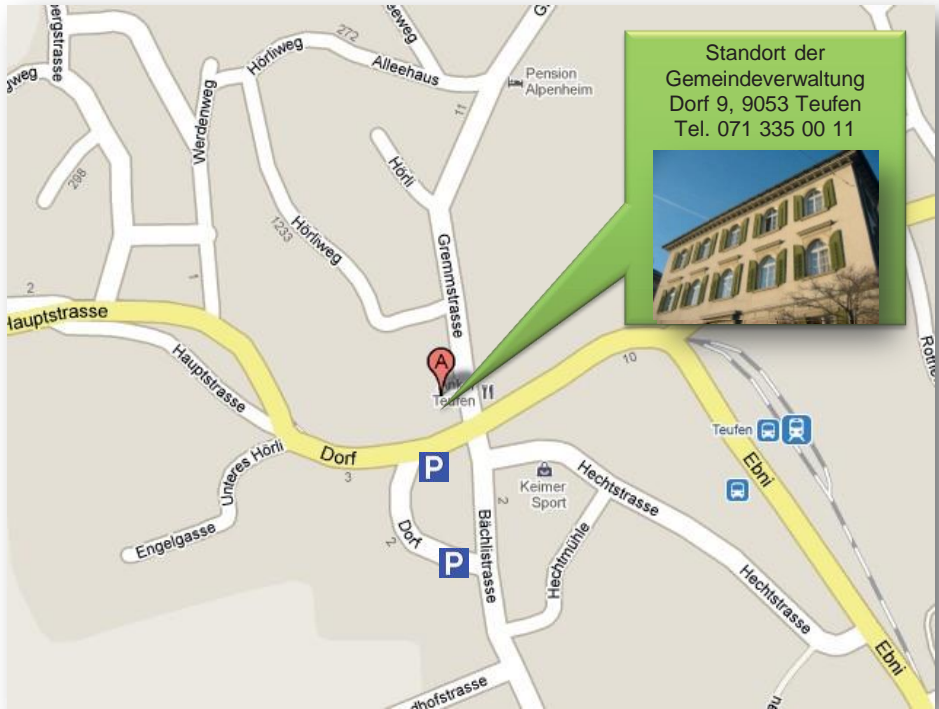 Standort der
Gemeindeverwaltung
Dorf 9, 9053 Teufen
Tel. 071 335 00 11
Hörliweg
272
Alleehaus
Pension
Alpenheim
11
Werdenweg
Hörli
298
1233
Hörliweg
Gremmstrasse
1
2
Hauptstrasse
Hauptstrasse
10
A
Teufen
Teufen
Dorf
3
P
Unteres Hörli
Engelgasse
Keimer
Sport
Hechtstrasse
2
Ebni
Dorf
2
P
Bächlistrasse
Hechtmühle
Hechtstrasse
Ebni